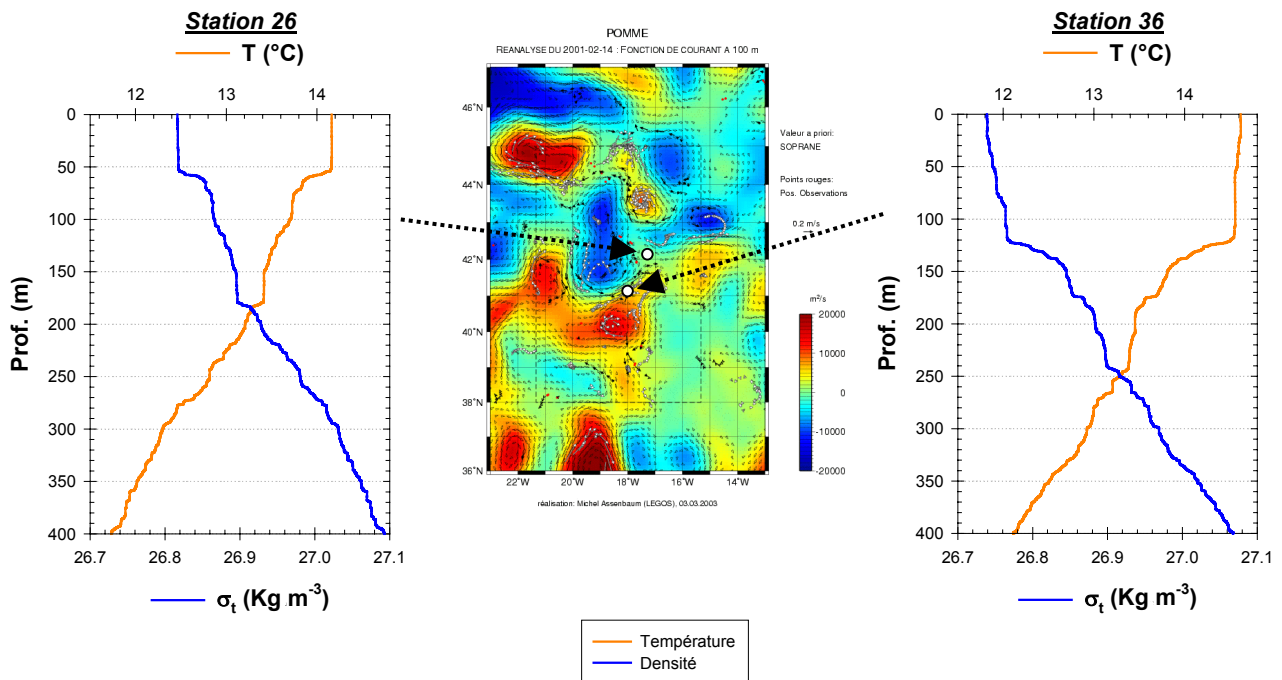 Station 26
T (°C)
12 13 14
0
50
100
150
200
250
300
350
400
Prof. (m)
26.7 26.8 26.9 27.0 27.1
σt (Kg m-3)
POMME
REANALYSE DU 2001-02-14 : FONCTION DE COURANT A 100 m
46°N
44°N
42°N
40°N
38°N
36°N
22°W 20°W 18°W 16°W 14°W
Valeur a priori:
SOPRANE
Points rouges:
Pos. Observations
0.2 m/s
m²/s
20000
10000
0
-10000
-20000
réalisation: Michel Assenbaum (LEGOS), 03.03.2003
Station 36
T (°C)
12 13 14
0
50
100
150
200
250
300
350
400
Prof. (m)
26.7 26.8 26.9 27.0 27.1
σt (Kg m-3)
Température
Densité